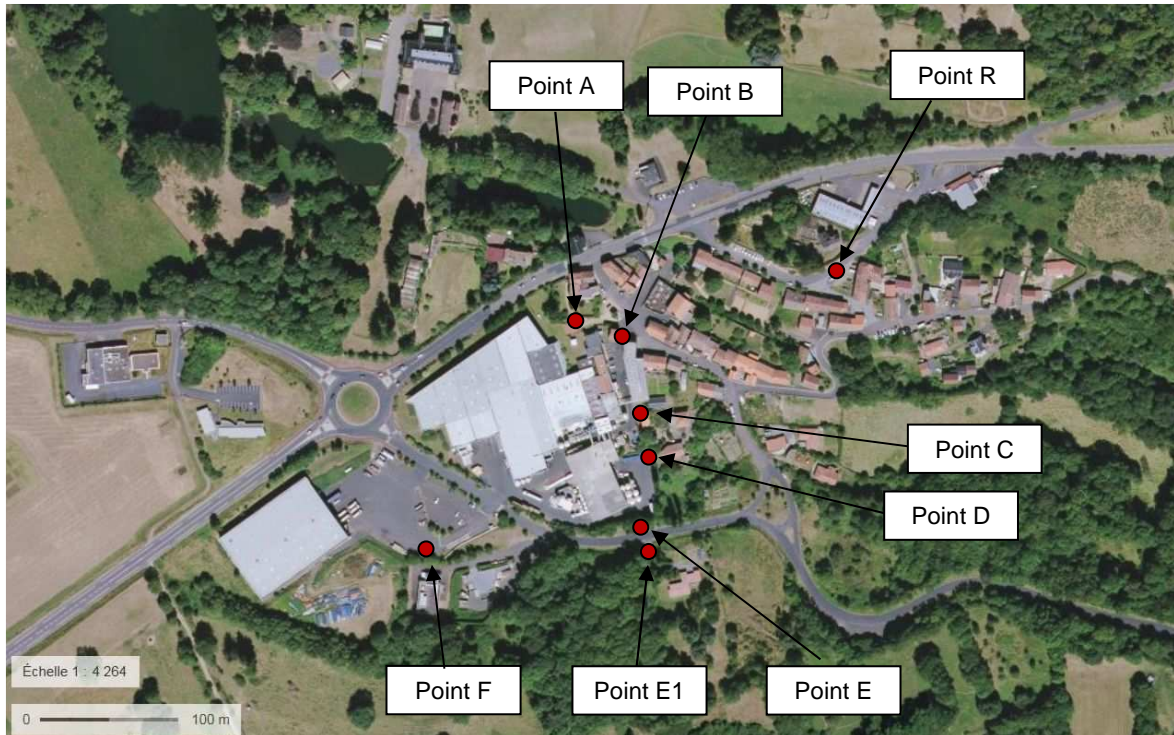 Point A
Point B
Point R
Point C
Point D
Point F
Point E1
Point E
Échelle 1 : 4 264
0
100 m